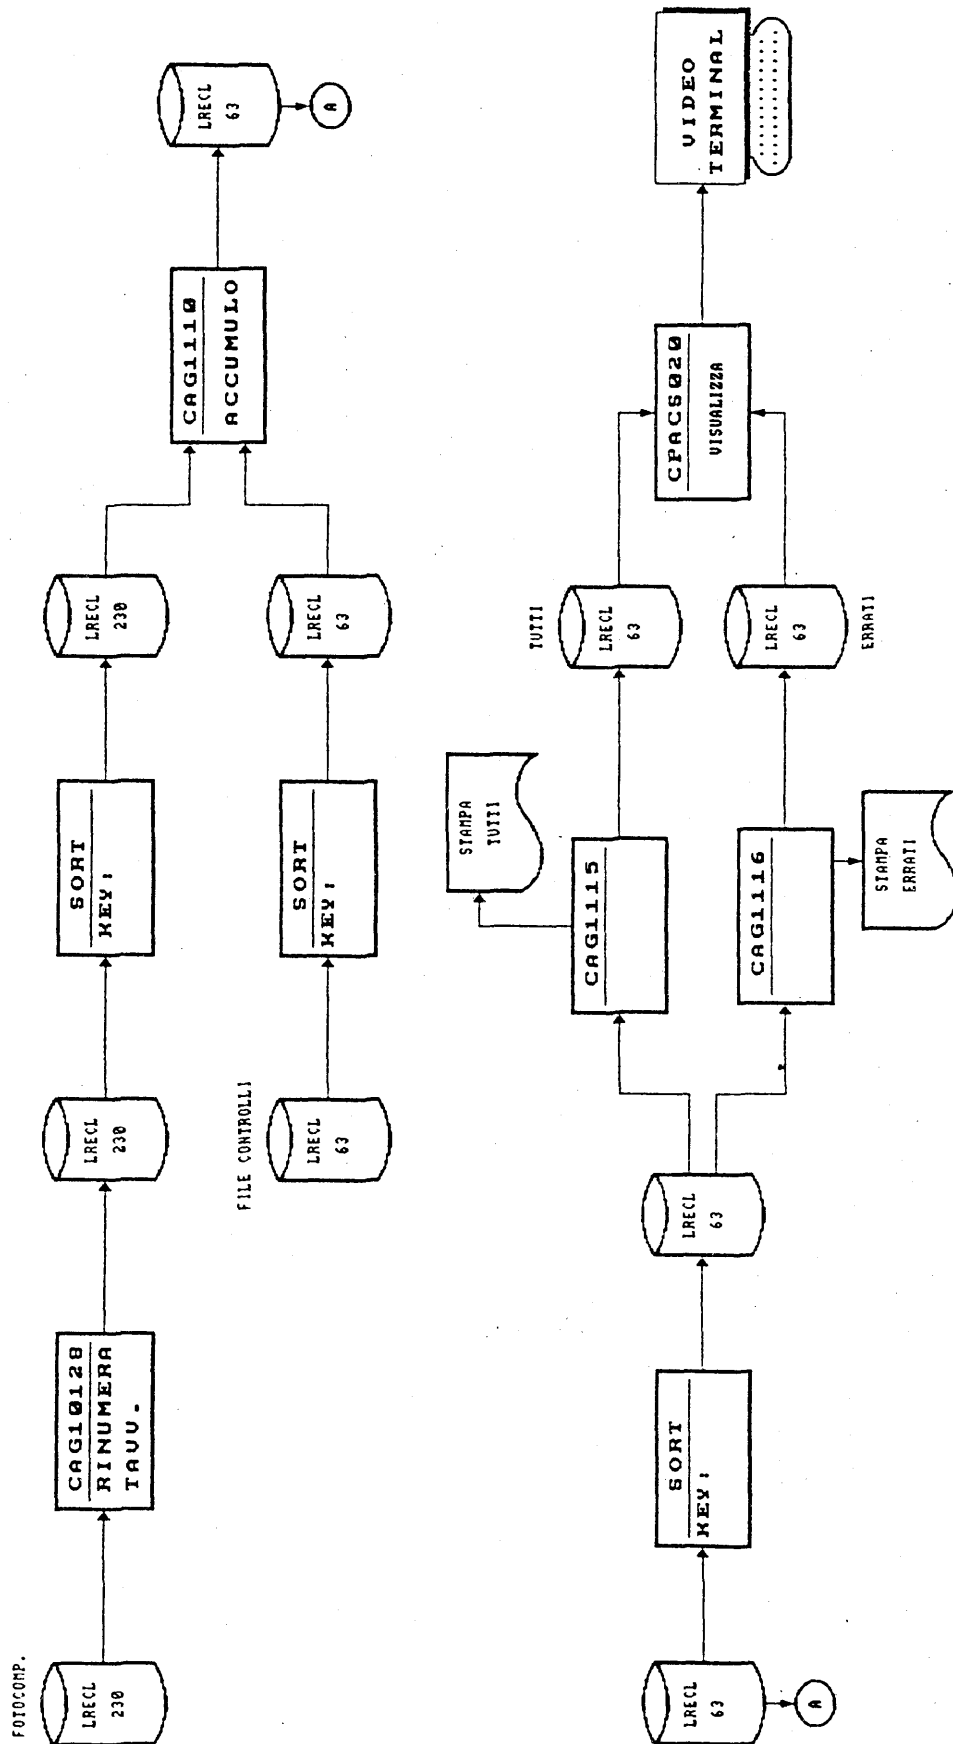 FOTOCOMP.
LRECL
230
CAG10128
RINUMERA
TAVV.
LRECL
230
SORT
KEY:
LRECL
230
FILE CONTROLLI
LRECL
63
SORT
KEY:
LRECL
63
CAG1110
ACCUMULO
LRECL
63
A
LRECL
63
A
SORT
KEY:
LRECL
63
CAG1115
STAMPA
TUTTI
TUTTI
LRECL
63
CAG1116
STAMPA
ERRATI
LRECL
63
ERRATI
CPACS020
VISUALIZZA
VIDEO
TERMINAL